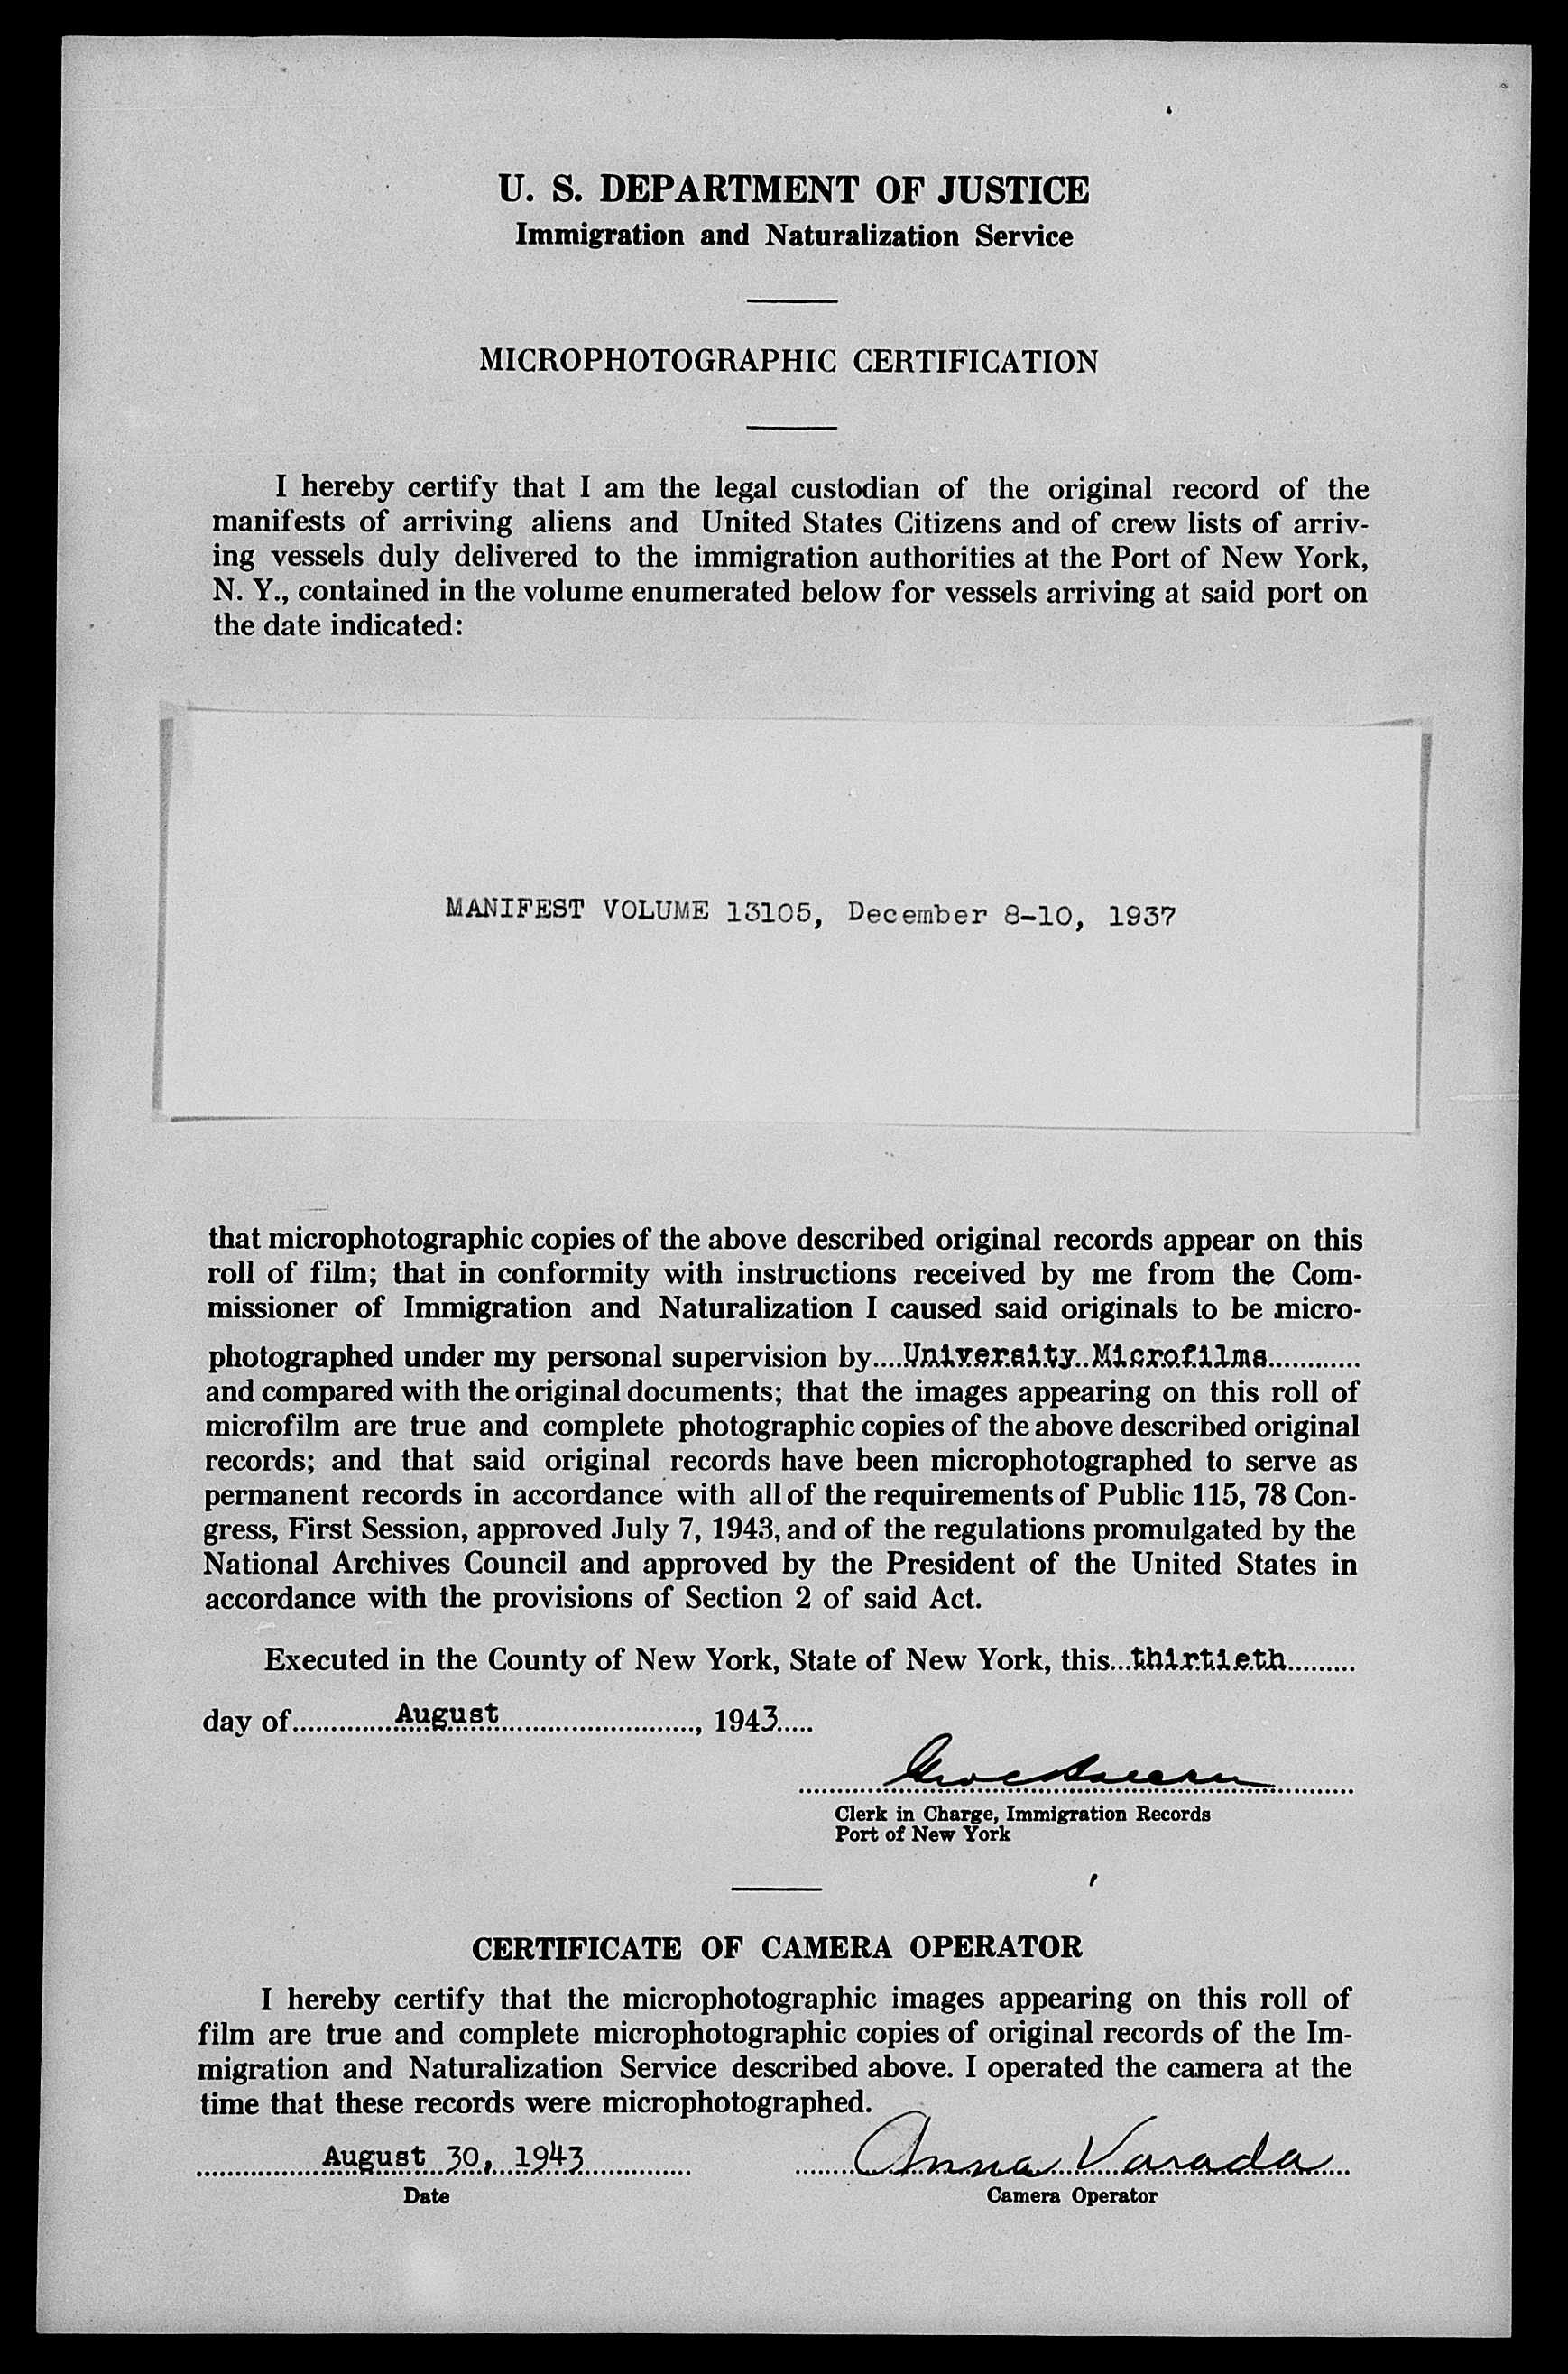 U. S. DEPARTMENT OF JUSTICE
Immigration and Naturalization Service
MICROPHOTOGRAPHIC CERTIFICATION
I hereby certify that I am the legal custodian of the original record of the
manifests of arriving aliens and United States Citizens and of crew lists of arriv-
ing vessels duly delivered to the immigration authorities at the Port of New York,
N. Y., contained in the volume enumerated below for vessels arriving at said port on
the date indicated:
MANIFEST VOLUME 13105, December 8-10, 1937
that microphotographic copies of the above described original records appear on this
roll of film; that in conformity with instructions received by me from the Com-
missioner of Immigration and Naturalization I caused said originals to be micro-
photographed under my personal supervision by....University Microfilms............
and compared with the original documents; that the images appearing on this roll of
microfilm are true and complete photographic copies of the above described original
records; and that said original records have been microphotographed to serve as
permanent records in accordance with all of the requirements of Public 115, 78 Con-
gress, First Session, approved July 7, 1943, and of the regulations promulgated by the
National Archives Council and approved by the President of the United States in
accordance with the provisions of Section 2 of said Act.
Executed in the County of New York, State of New York, this...thirtieth.........
day of..............August.........................., 1943.....
Clerk in Charge, Immigration Records
Port of New York
CERTIFICATE OF CAMERA OPERATOR
I hereby certify that the microphotographic images appearing on this roll of
film are true and complete microphotographic copies of original records of the Im-
migration and Naturalization Service described above. I operated the camera at the
time that these records were microphotographed.
August 30, 1943 Anna Varada
Date Camera Operator